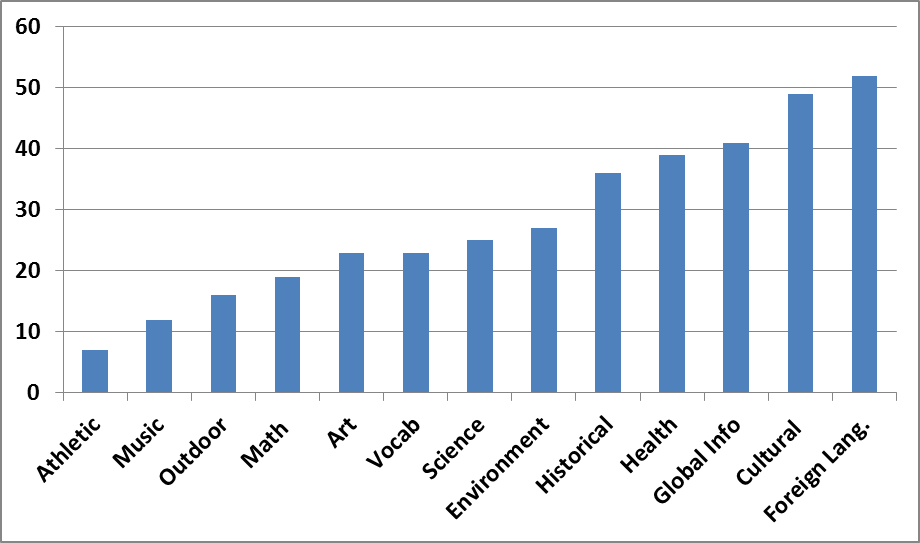 60
50
40
30
20
10
0
Athletic
Music
Outdoor
Math
Art
Vocab
Science
Environment
Historical
Health
Global Info
Cultural
Foreign Lang.